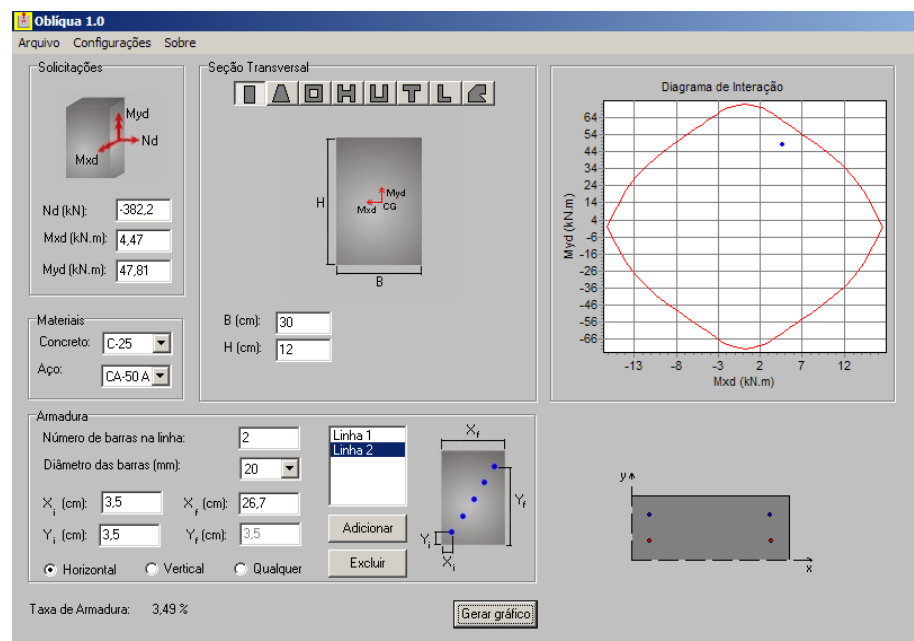 Oblíqua 1.0
Arquivo Configurações Sobre
Solicitações
Myd
Nd
Mxd
Nd (kN): -382,2
Mxd (kN.m): 4,47
Myd (kN.m): 47,81
Seção Transversal
H
Myd
Mxd CG
B
B (cm): 30
H (cm): 12
Diagrama de Interação
Myd (kN.m)
64
54
44
34
24
14
4
-6
-16
-26
-36
-46
-56
-66
-13 -8 -3 2 7 12
Mxd (kN.m)
Materiais
Concreto: C-25
Aço: CA-50 A
Armadura
Número de barras na linha: 2
Diâmetro das barras (mm): 20
Xi (cm): 3,5 Xf (cm): 26,7
Yi (cm): 3,5 Yf (cm): 3,5
Horizontal Vertical Qualquer
Linha 1
Linha 2
Adicionar
Excluir
Xf
Yf
Yi
Xi
y
x
Taxa de Armadura: 3,49 %
Gerar gráfico